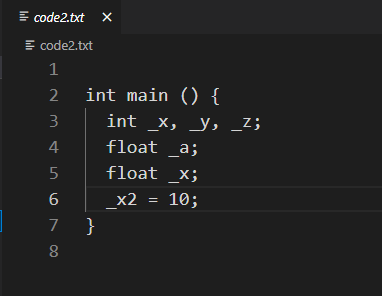 code2.txt ×
code2.txt
1
2 int main () {
3 int _x, _y, _z;
4 float _a;
5 float _x;
6 _x2 = 10;
7 }
8